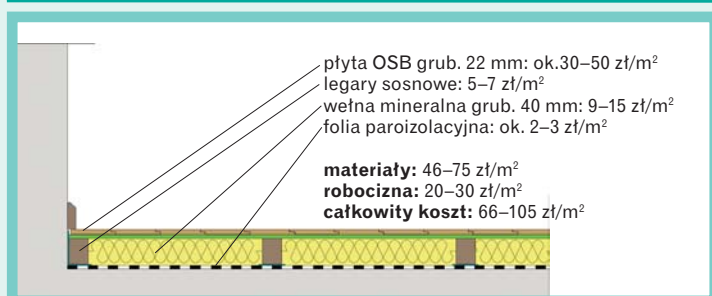 płyta OSB grub. 22 mm: ok.30–50 zł/m²
legary sosnowe: 5–7 zł/m²
wełna mineralna grub. 40 mm: 9–15 zł/m²
folia paroizolacyjna: ok. 2–3 zł/m²
materiały: 46–75 zł/m²
robocizna: 20–30 zł/m²
całkowity koszt: 66–105 zł/m²